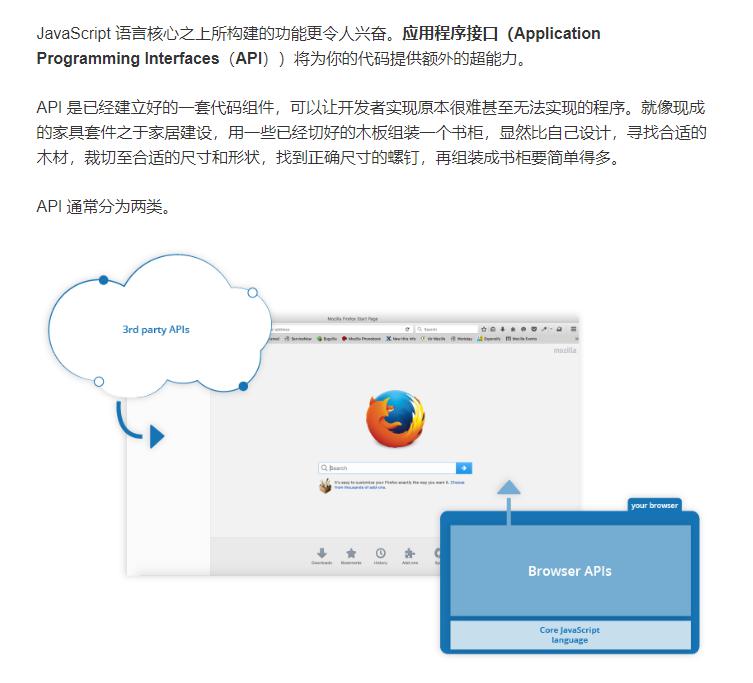 JavaScript 语言核心之上所构建的功能更令人兴奋。应用程序接口（Application
Programming Interfaces（API））将为你的代码提供额外的超能力。
API 是已经建立好的一套代码组件，可以让开发者实现原本很难甚至无法实现的程序。就像现成
的家具套件之于家居建设，用一些已经切好的木板组装一个书柜，显然比自己设计，寻找合适的
木材，裁切至合适的尺寸和形状，找到正确尺寸的螺钉，再组装成书柜要简单得多。
API 通常分为两类。
3rd party APIs
Mozilla Firefox Start Page
address
Search
Bugzilla
Mozilla Phonebook
Workday
Expensify
Mozilla Events
mozilla
Search
It's easy to customize your Firefox exactly the way you want it. Choose
from thousands of add-ons.
Downloads
Bookmarks
History
Add-ons
your browser
Browser APIs
Core JavaScript
language